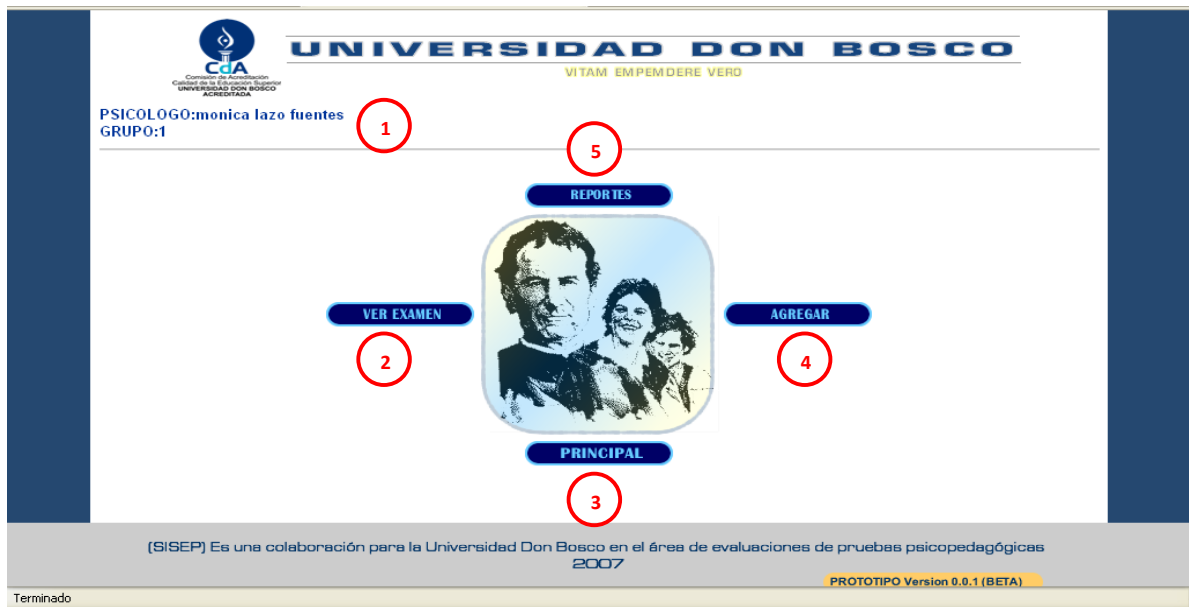 CdA
Comisión de Acreditación
Calidad de la Educación Superior
UNIVERSIDAD DON BOSCO
ACREDITADA
UNIVERSIDAD DON BOSCO
VITAM EMPEMDERE VERO
PSICOLOGO:monica lazo fuentes
GRUPO:1
1
5
REPORTES
VER EXAMEN
AGREGAR
2
4
PRINCIPAL
3
(SISEP) Es una colaboración para la Universidad Don Bosco en el área de evaluaciones de pruebas psicopedagógicas
2007
PROTOTIPO Version 0.0.1 (BETA)
Terminado